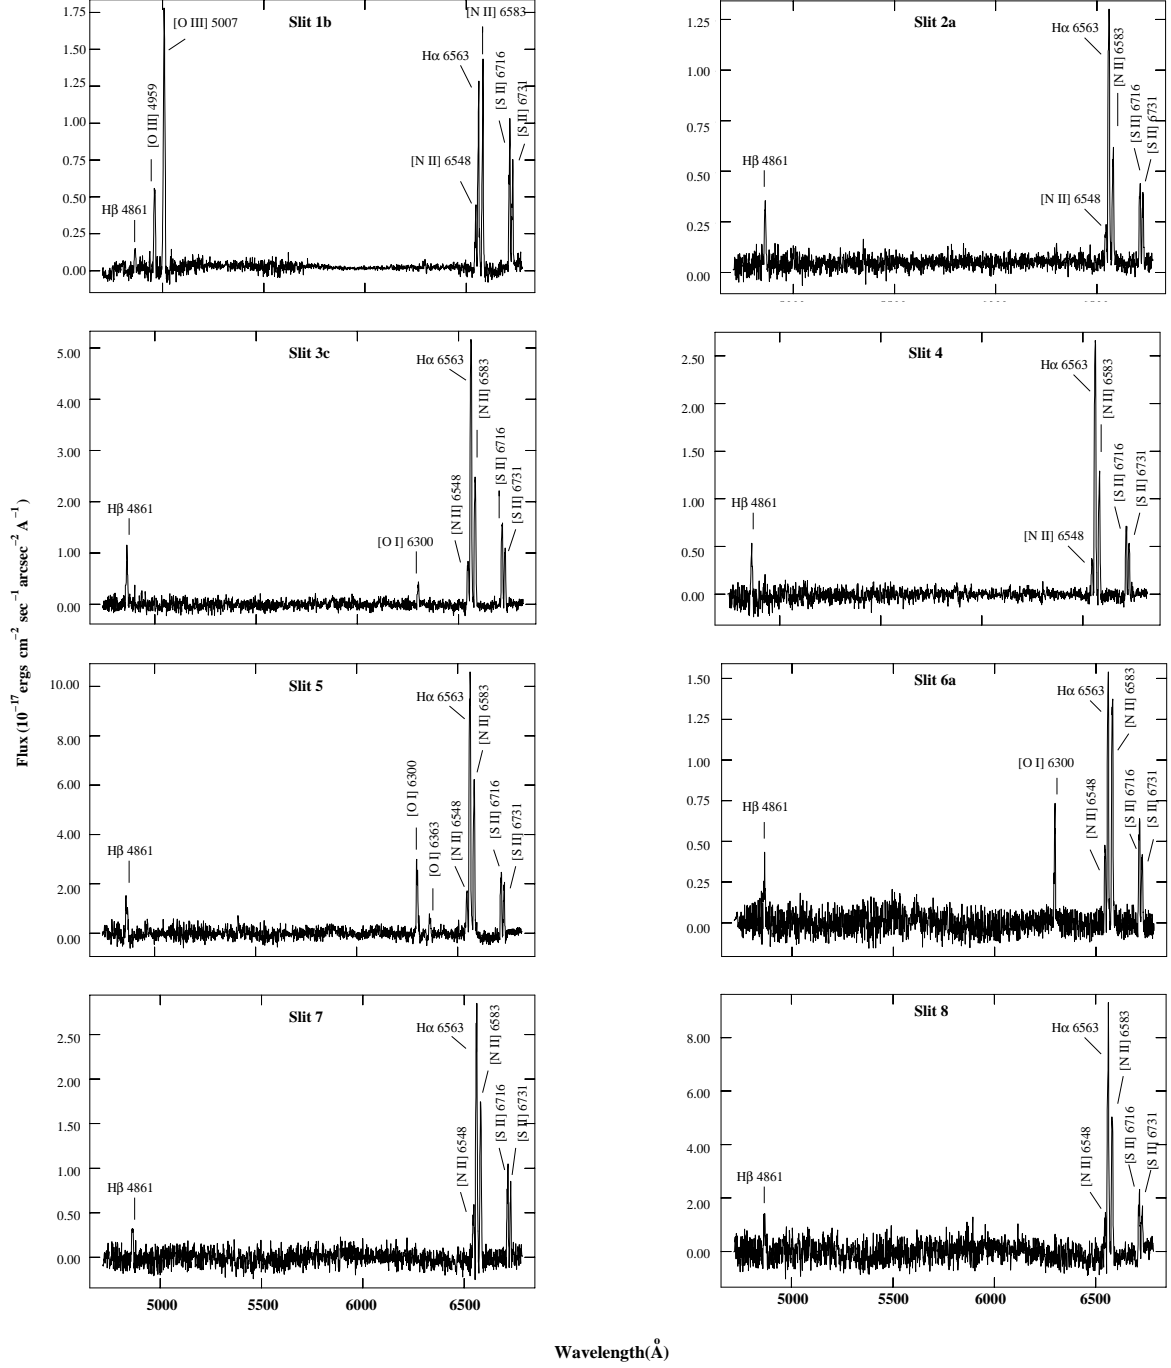 Slit 1b
[O III] 5007
[N II] 6583
Hα 6563
[S II] 6716
[S II] 6731
[O III] 4959
[N II] 6548
Hβ 4861
1.75
1.50
1.25
1.00
0.75
0.50
0.25
0.00
Slit 2a
Hα 6563
[N II] 6583
[S II] 6716
[S II] 6731
Hβ 4861
[N II] 6548
1.25
1.00
0.75
0.50
0.25
0.00
Slit 3c
Hα 6563
[N II] 6583
[S II] 6716
[S II] 6731
[N II] 6548
Hβ 4861
[O I] 6300
5.00
4.00
3.00
2.00
1.00
0.00
Slit 4
Hα 6563
[N II] 6583
[S II] 6716
[S II] 6731
Hβ 4861
[N II] 6548
2.50
2.00
1.50
1.00
0.50
0.00
Slit 5
Hα 6563
[N II] 6583
[O I] 6300
[O I] 6363
[N II] 6548
[S II] 6716
[S II] 6731
Hβ 4861
10.00
8.00
6.00
4.00
2.00
0.00
Slit 6a
Hα 6563
[N II] 6583
[O I] 6300
[N II] 6548
[S II] 6716
[S II] 6731
Hβ 4861
1.50
1.25
1.00
0.75
0.50
0.25
0.00
Slit 7
Hα 6563
[N II] 6583
[S II] 6716
[S II] 6731
[N II] 6548
Hβ 4861
2.50
2.00
1.50
1.00
0.50
0.00
5000 5500 6000 6500
Slit 8
Hα 6563
[N II] 6583
[S II] 6716
[S II] 6731
[N II] 6548
Hβ 4861
8.00
6.00
4.00
2.00
0.00
5000 5500 6000 6500
Flux (10⁻¹⁷ ergs cm⁻² sec⁻¹ arcsec⁻² A⁻¹)
Wavelength(Å)